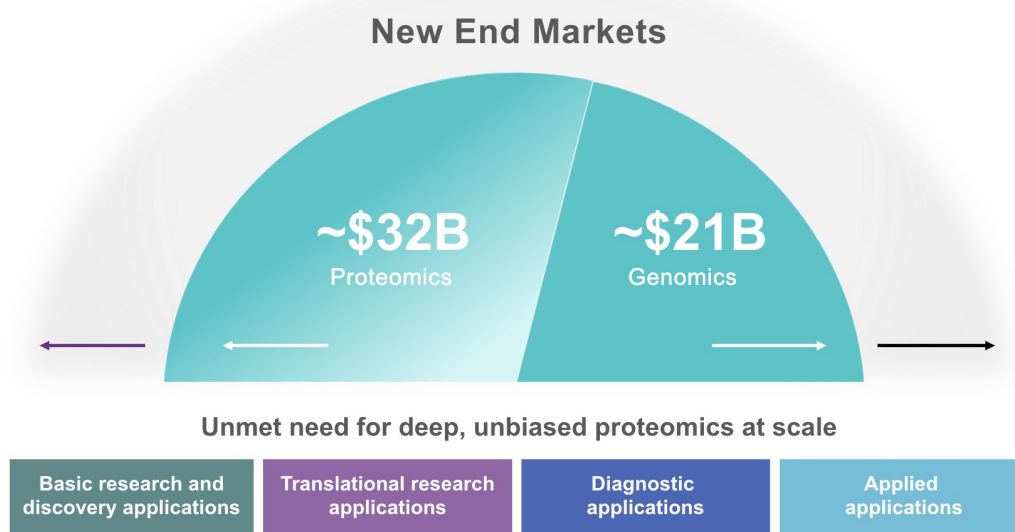 New End Markets
~$32B
Proteomics
~$21B
Genomics
Unmet need for deep, unbiased proteomics at scale
Basic research and
discovery applications
Translational research
applications
Diagnostic
applications
Applied
applications